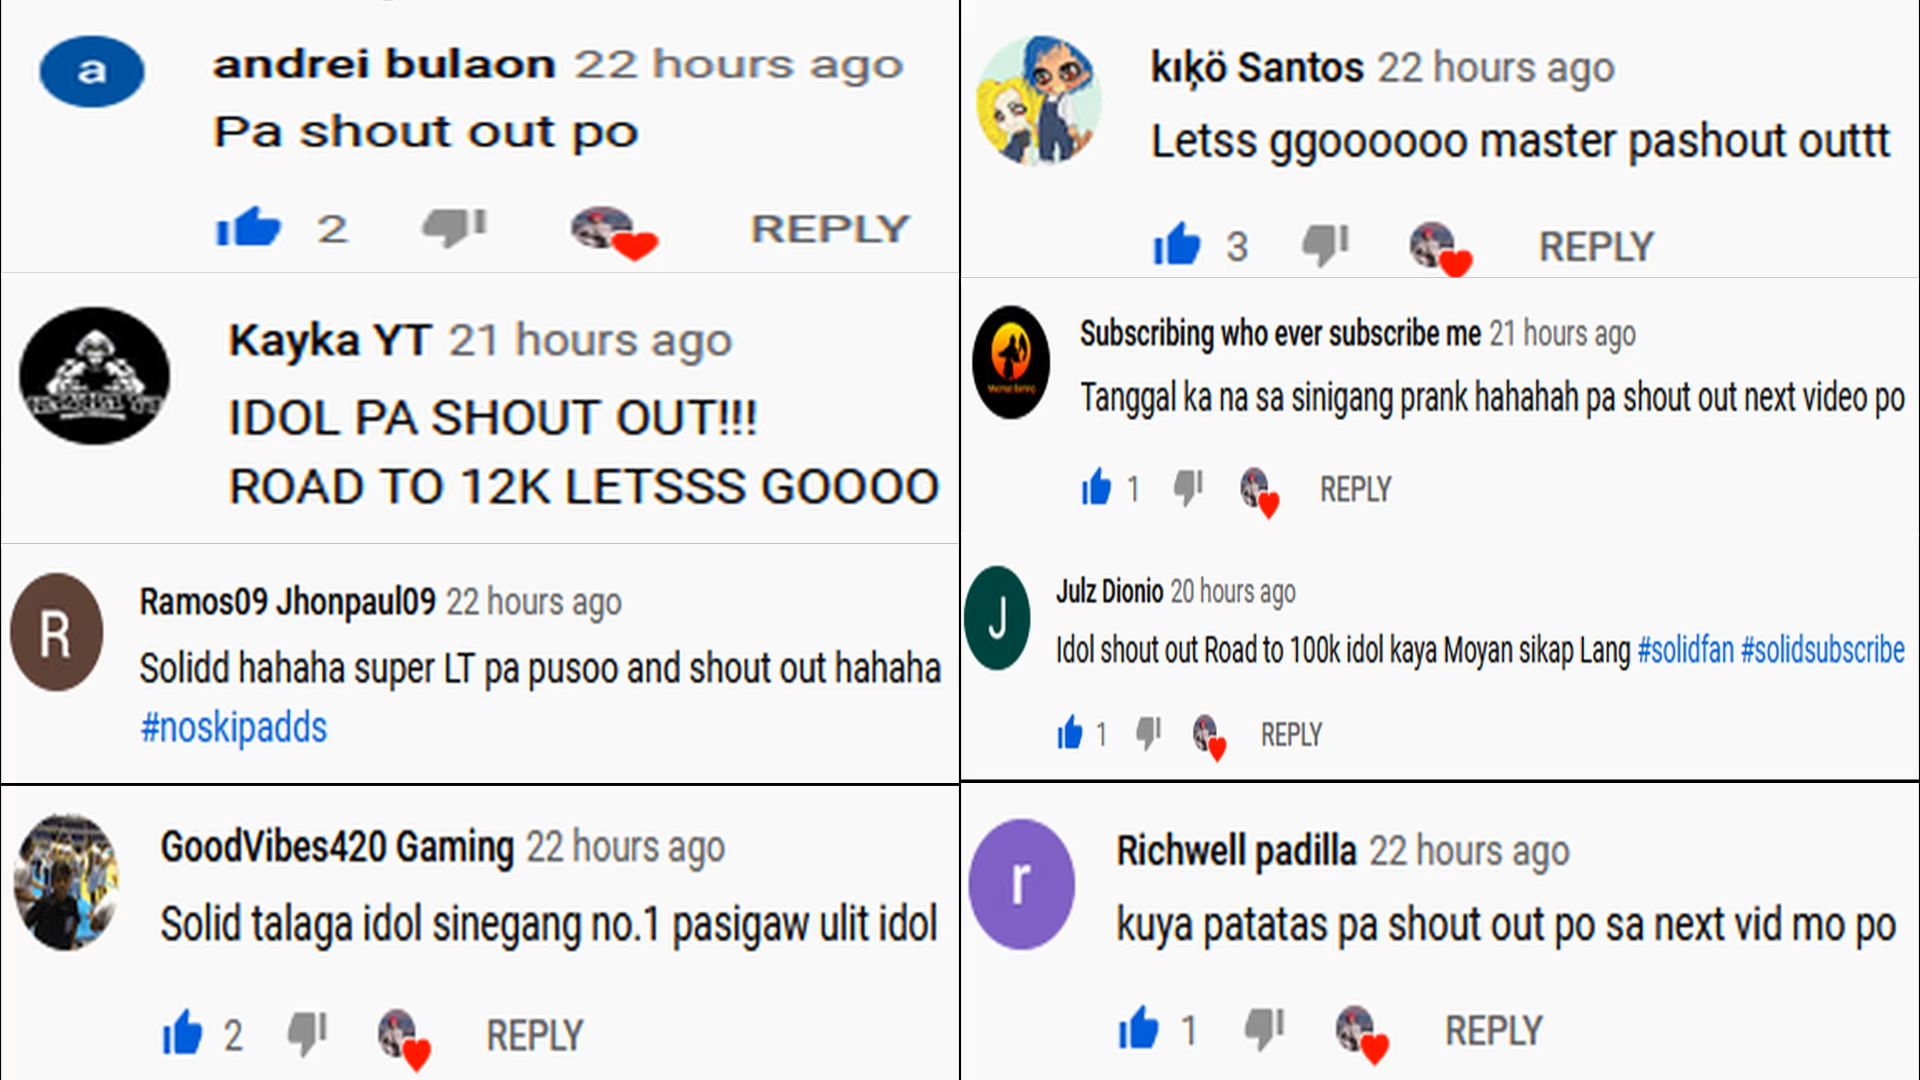 a
andrei bulaon 22 hours ago
Pa shout out po
2 REPLY
Kayka YT 21 hours ago
IDOL PA SHOUT OUT!!!
ROAD TO 12K LETSSS GOOOO
R
Ramos09 Jhonpaul09 22 hours ago
Solidd hahaha super LT pa pusoo and shout out hahaha
#noskipadds
GoodVibes420 Gaming 22 hours ago
Solid talaga idol sinegang no.1 pasigaw ulit idol
2 REPLY
kıķö Santos 22 hours ago
Letss ggoooooo master pashout outtt
3 REPLY
Subscribing who ever subscribe me 21 hours ago
Tanggal ka na sa sinigang prank hahahah pa shout out next video po
1 REPLY
J
Julz Dionio 20 hours ago
Idol shout out Road to 100k idol kaya Moyan sikap Lang #solidfan #solidsubscribe
1 REPLY
r
Richwell padilla 22 hours ago
kuya patatas pa shout out po sa next vid mo po
1 REPLY